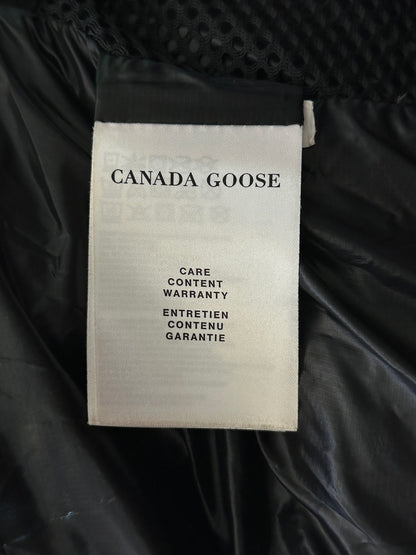 CANADA GOOSE
CARE
CONTENT
WARRANTY
ENTRETIEN
CONTENU
GARANTIE